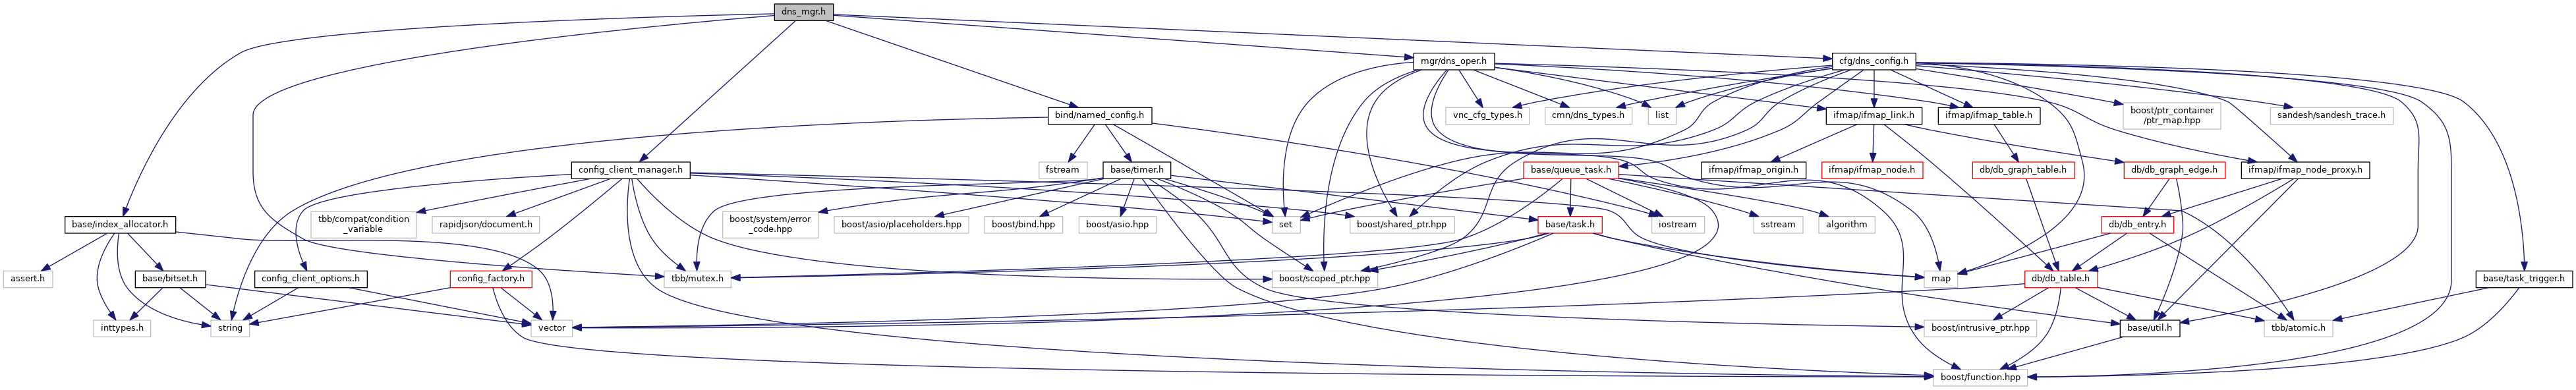 dns_mgr.h
mgr/dns_oper.h
cfg/dns_config.h
bind/named_config.h
vnc_cfg_types.h
cmn/dns_types.h
list
ifmap/ifmap_link.h
ifmap/ifmap_table.h
boost/ptr_container
/ptr_map.hpp
sandesh/sandesh_trace.h
config_client_manager.h
fstream
base/timer.h
base/queue_task.h
ifmap/ifmap_origin.h
ifmap/ifmap_node.h
db/db_graph_table.h
db/db_graph_edge.h
ifmap/ifmap_node_proxy.h
base/index_allocator.h
tbb/compat/condition
_variable
rapidjson/document.h
boost/system/error
_code.hpp
boost/asio/placeholders.hpp
boost/bind.hpp
boost/asio.hpp
set
boost/shared_ptr.hpp
base/task.h
iostream
sstream
algorithm
db/db_entry.h
assert.h
base/bitset.h
config_client_options.h
config_factory.h
tbb/mutex.h
boost/scoped_ptr.hpp
map
db/db_table.h
base/task_trigger.h
inttypes.h
string
vector
boost/intrusive_ptr.hpp
base/util.h
tbb/atomic.h
boost/function.hpp